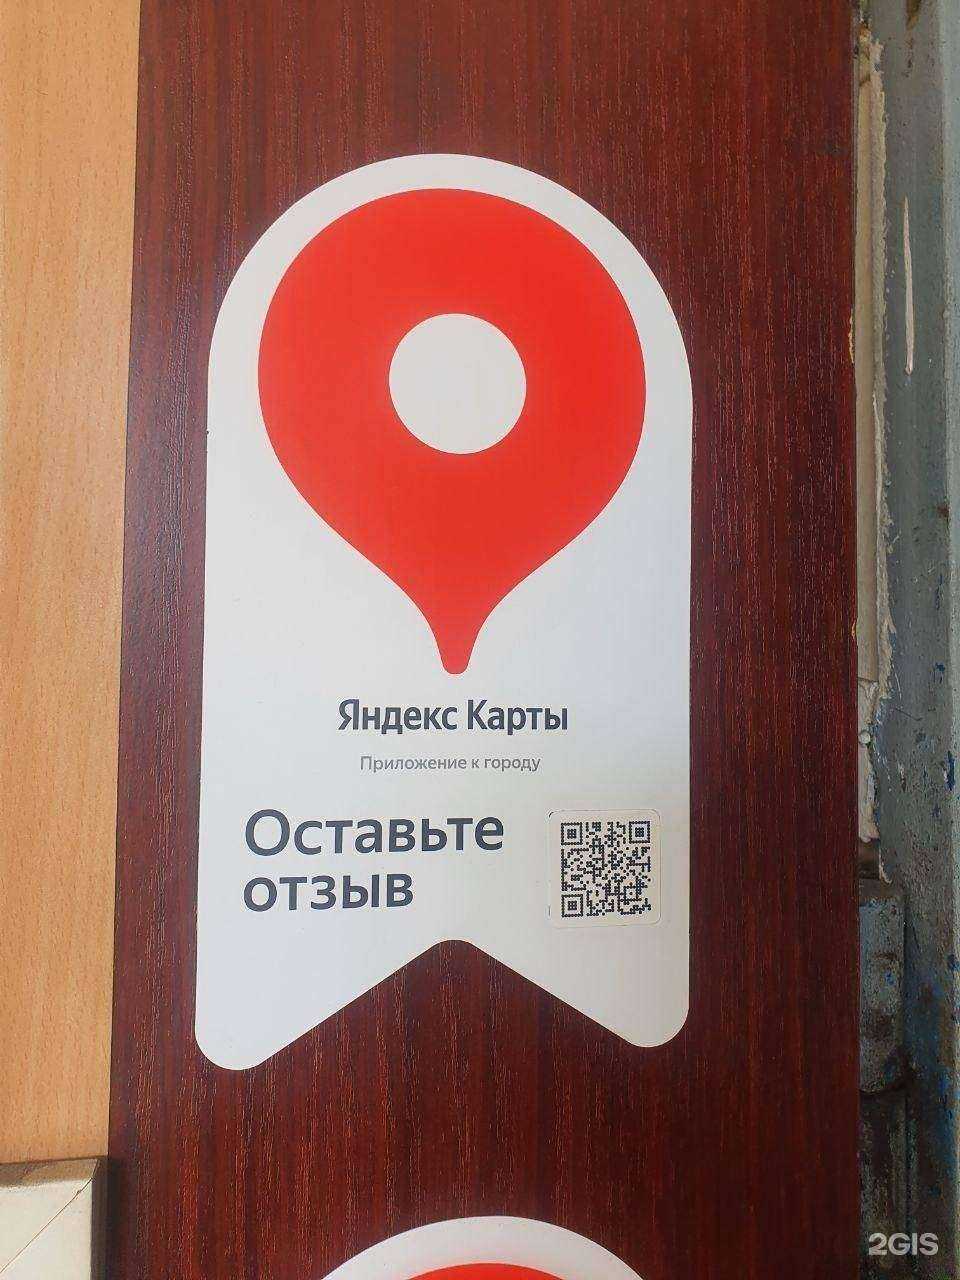 Яндекс Карты
Приложение к городу
Оставьте
отзыв
2GIS